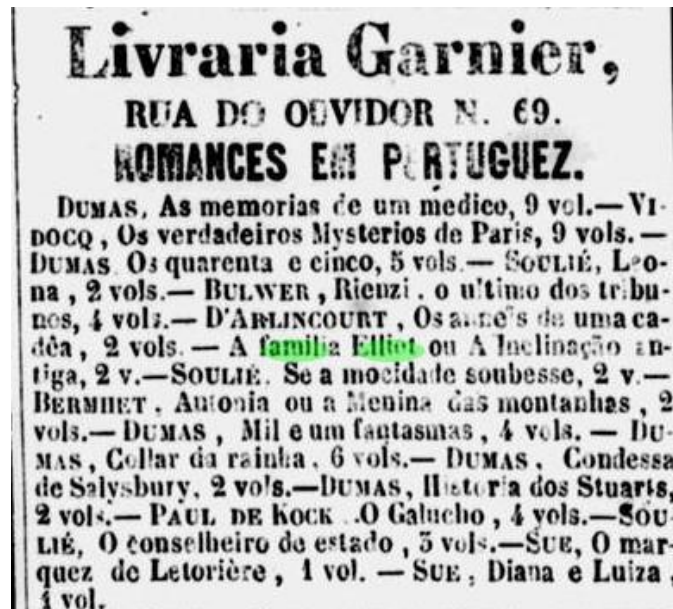 Livraria Garnier,
RUA DO OUVIDOR N. 69.
ROMANCES EM PORTUGUEZ.
DUMAS, As memorias de um medico, 9 vol.— VI-
DOCQ, Os verdadeiros Mysterios de Paris, 9 vols. —
DUMAS Os quarenta e cinco, 5 vols.— SOULIÉ, Leo-
na, 2 vols.— BULWER, Rienzi, o ultimo dos tribu-
nos, 4 vols.— D'ARLINCOURT, Os anneis de uma ca-
dêa, 2 vols. — A familia Elliot ou A Inclinação an-
tiga, 2 v.—SOULIÉ. Se a mocidade soubesse, 2 v.—
BERMHET, Antonia ou a Menina das montanhas, 2
vols.— DUMAS, Mil e um fantasmas, 4 vols. — DU-
MAS, Collar da rainha, 6 vols.— DUMAS, Condessa
de Salysbury, 2 vols.—DUMAS, Historia dos Stuarts,
2 vols.— PAUL DE KOCK ..O Galucho, 4 vols.—SOU-
LIÉ, O conselheiro de estado, 3 vols.—SUE, O mar-
quez de Letorière, 1 vol. — SUE, Diana e Luiza,
1 vol.